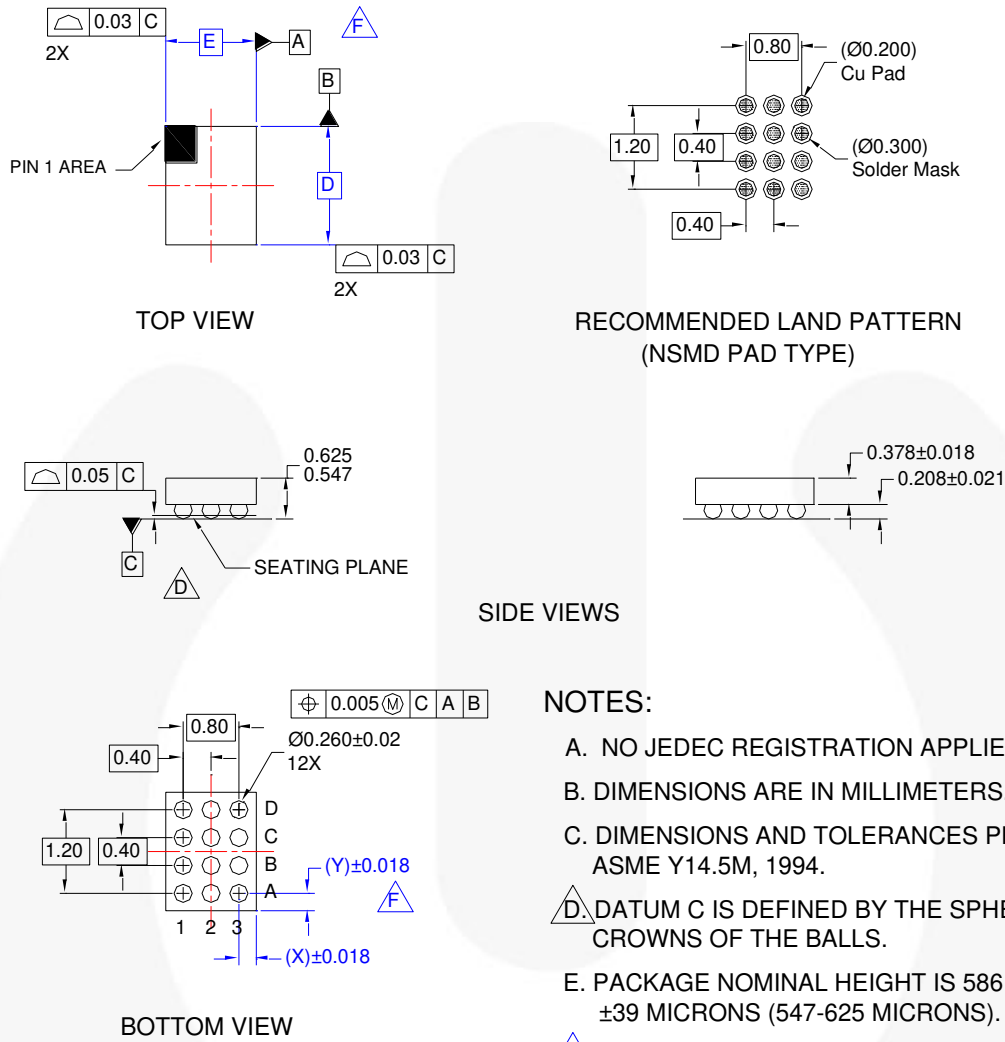 0.03 C
2X
E
A
F
B
PIN 1 AREA
D
0.03 C
2X
TOP VIEW
0.80
(Ø0.200)
Cu Pad
1.20
0.40
(Ø0.300)
Solder Mask
0.40
RECOMMENDED LAND PATTERN
(NSMD PAD TYPE)
0.05 C
0.625
0.547
C
SEATING PLANE
D
0.378±0.018
0.208±0.021
SIDE VIEWS
0.005 Ⓜ C A B
0.80
Ø0.260±0.02
12X
0.40
D
C
B
A
1.20
0.40
(Y)±0.018
F
1 2 3
(X)±0.018
BOTTOM VIEW
NOTES:
A. NO JEDEC REGISTRATION APPLIE
B. DIMENSIONS ARE IN MILLIMETERS
C. DIMENSIONS AND TOLERANCES P
ASME Y14.5M, 1994.
D. DATUM C IS DEFINED BY THE SPHE
CROWNS OF THE BALLS.
E. PACKAGE NOMINAL HEIGHT IS 586
±39 MICRONS (547-625 MICRONS).